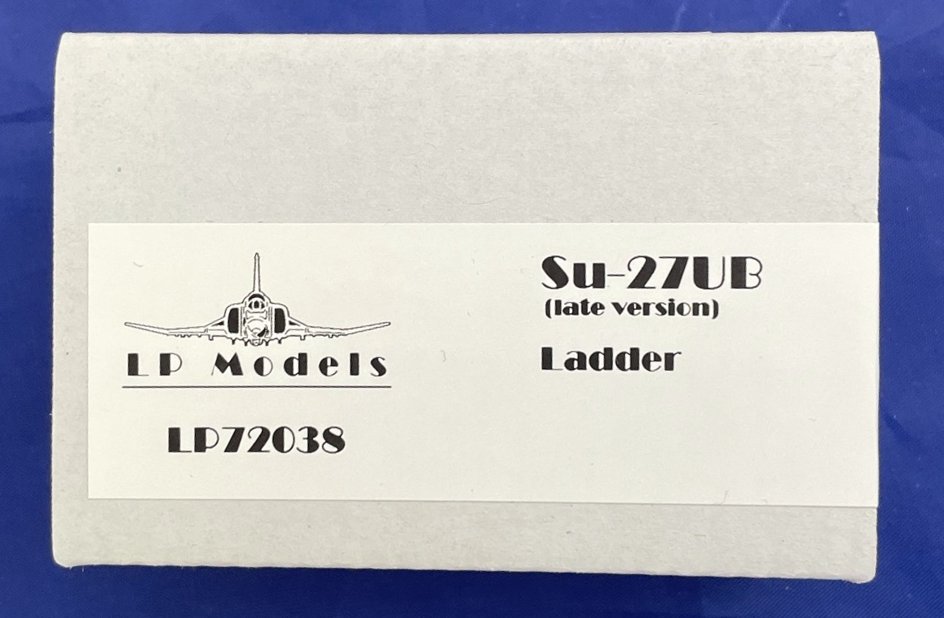 LP Models
LP72038
Su-27UB
(late version)
Ladder